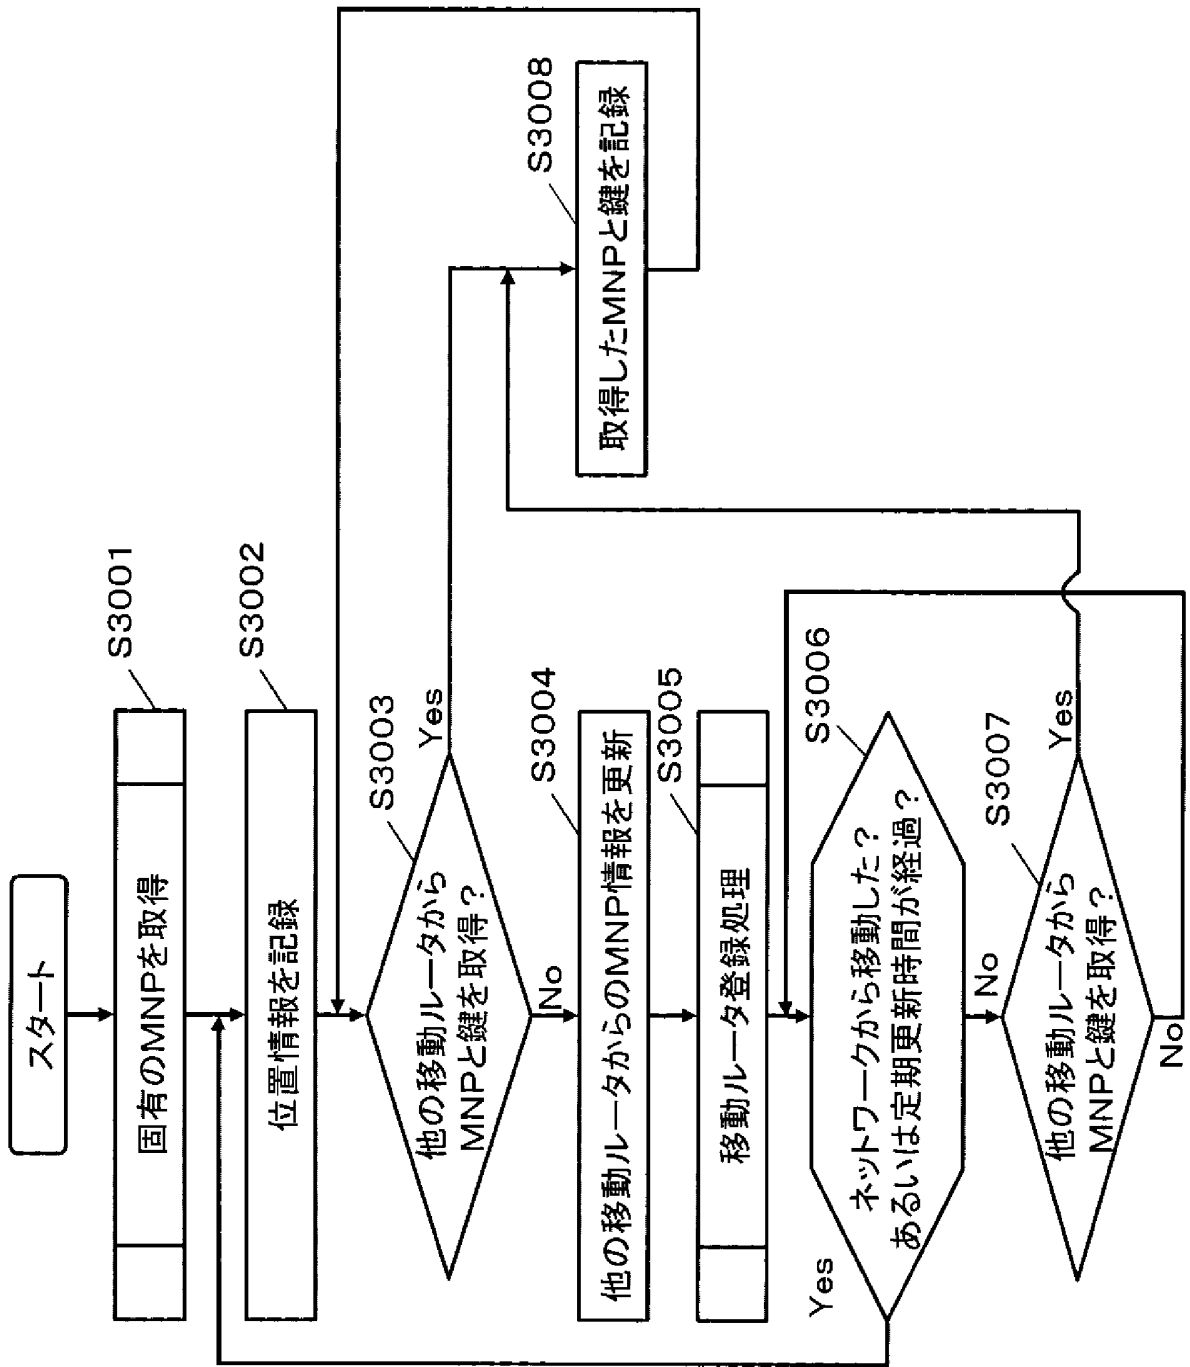 スタート
S3001
固有のMNPを取得
S3002
位置情報を記録
S3003
他の移動ルータから
MNPと鍵を取得？
Yes
No
S3004
他の移動ルータからのMNP情報を更新
S3005
移動ルータ登録処理
S3006
ネットワークから移動した？
あるいは定期更新時間が経過？
Yes
No
S3007
他の移動ルータから
MNPと鍵を取得？
Yes
No
S3008
取得したMNPと鍵を記録